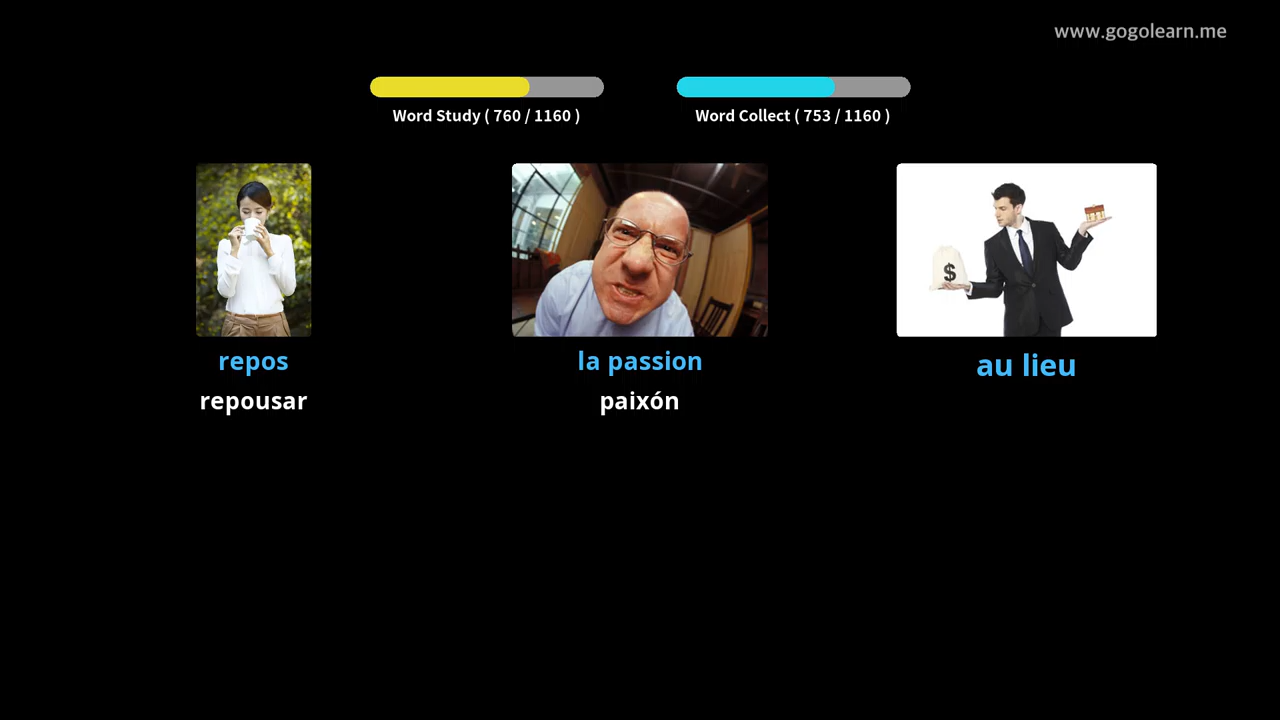 www.gogolearn.me
Word Study ( 760 / 1160 )
Word Collect ( 753 / 1160 )
$
repos
la passion
au lieu
repousar
paixón